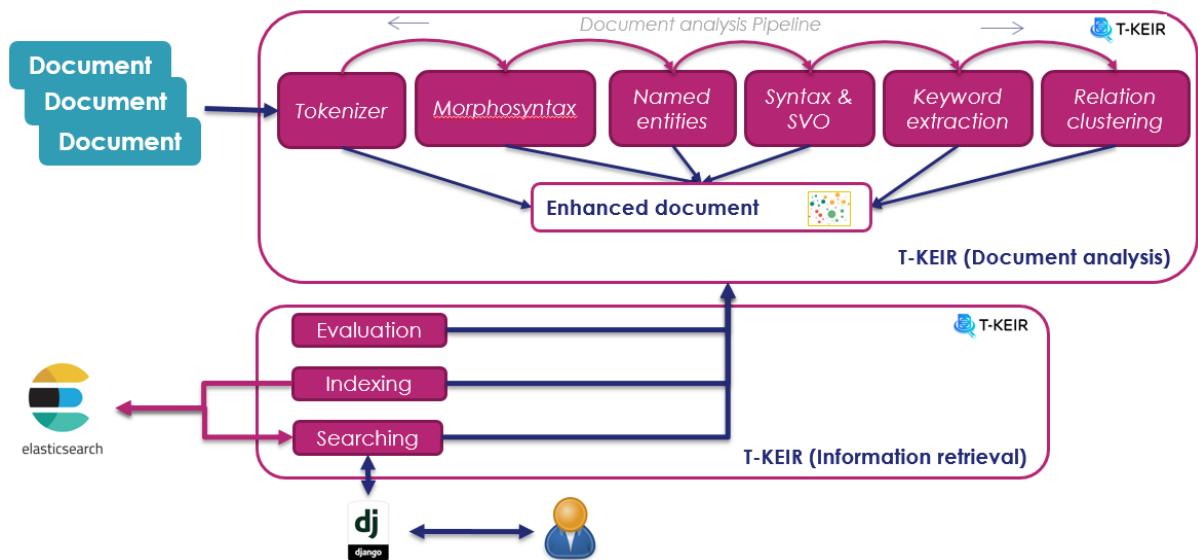 Document analysis Pipeline
T-KEIR
Document
Document
Document
Tokenizer
Morphosyntax
Named
entities
Syntax &
SVO
Keyword
extraction
Relation
clustering
Enhanced document
T-KEIR (Document analysis)
Evaluation
T-KEIR
Indexing
Searching
elasticsearch
T-KEIR (Information retrieval)
dj
django